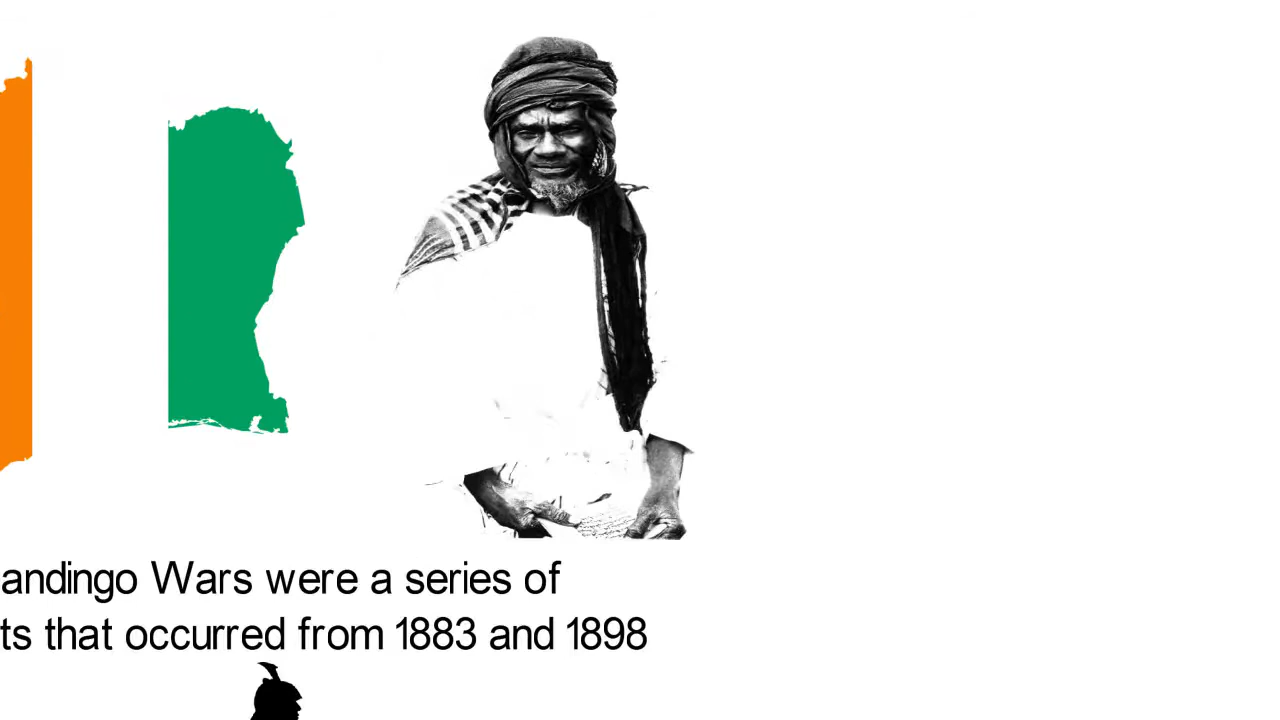 andingo Wars were a series of
ts that occurred from 1883 and 1898